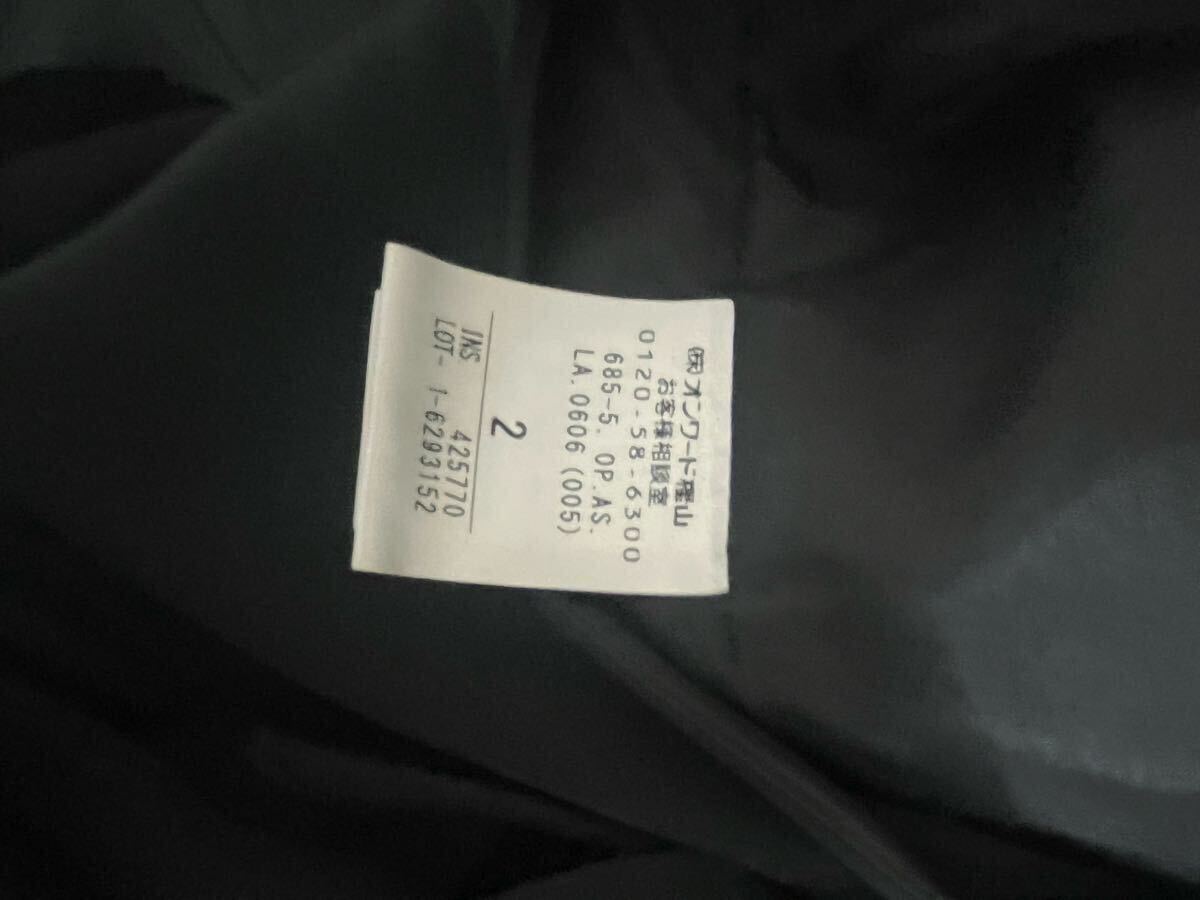 ㈱オンワード樫山
お客様相談室
0120-58-6300
685-5. OP.AS.
LA.0606 (005)
2
INS. 425770
LOT- 1-6293152